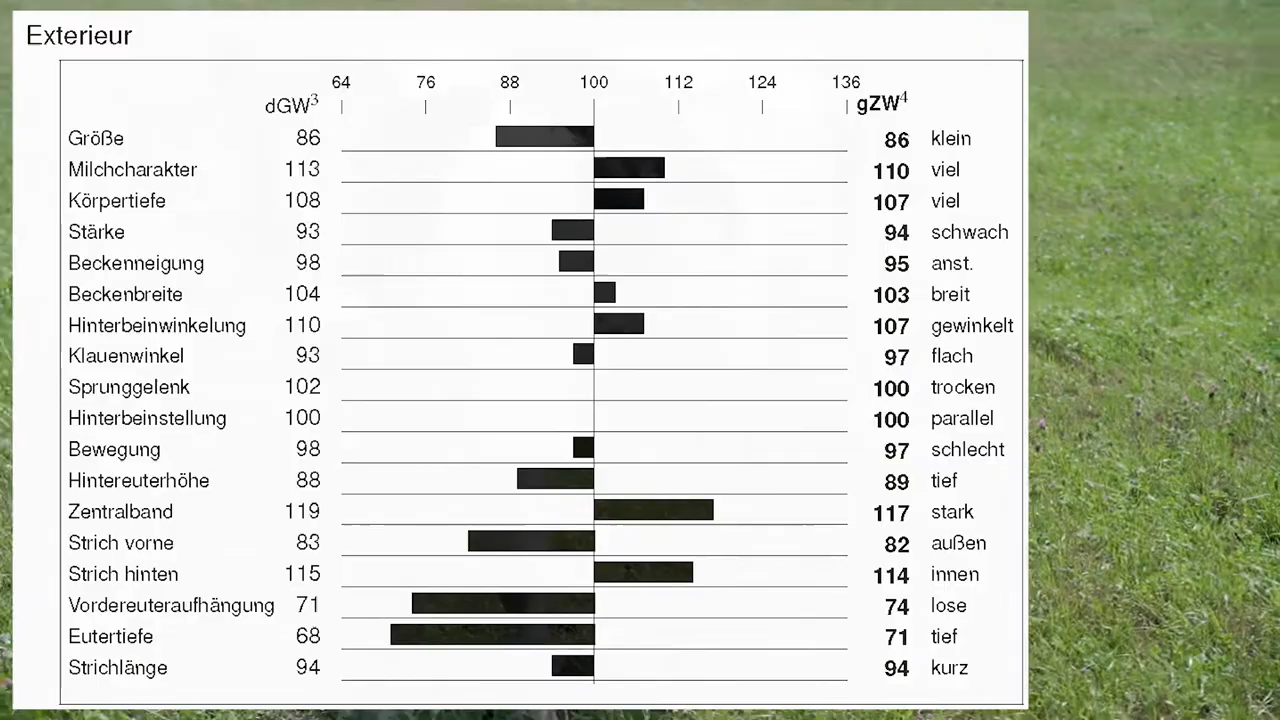 Exterieur
64 76 88 100 112 124 136
dGW³ gZW⁴
Größe 86 86 klein
Milchcharakter 113 110 viel
Körpertiefe 108 107 viel
Stärke 93 94 schwach
Beckenneigung 98 95 anst.
Beckenbreite 104 103 breit
Hinterbeinwinkelung 110 107 gewinkelt
Klauenwinkel 93 97 flach
Sprunggelenk 102 100 trocken
Hinterbeinstellung 100 100 parallel
Bewegung 98 97 schlecht
Hintereuterhöhe 88 89 tief
Zentralband 119 117 stark
Strich vorne 83 82 außen
Strich hinten 115 114 innen
Vordereuteraufhängung 71 74 lose
Eutertiefe 68 71 tief
Strichlänge 94 94 kurz